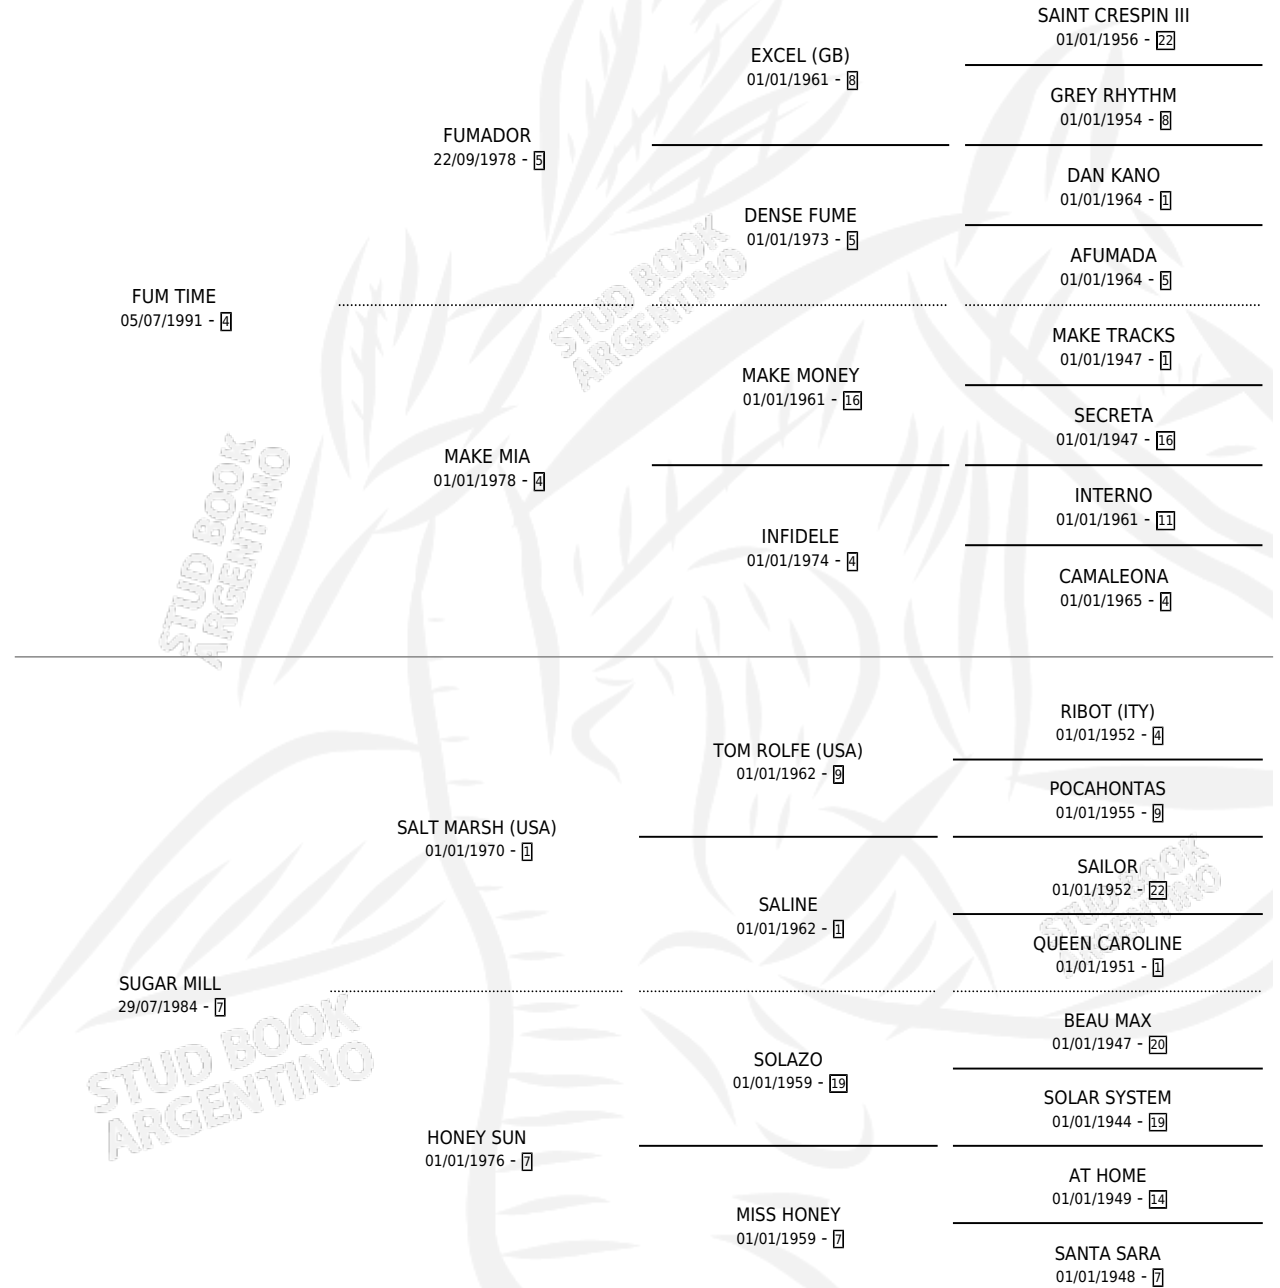 SAINT CRESPIN III
01/01/1956 - 22
EXCEL (GB)
01/01/1961 - 8
GREY RHYTHM
01/01/1954 - 8
FUMADOR
22/09/1978 - 5
DAN KANO
01/01/1964 - 1
DENSE FUME
01/01/1973 - 5
AFUMADA
01/01/1964 - 5
FUM TIME
05/07/1991 - 4
MAKE TRACKS
01/01/1947 - 1
MAKE MONEY
01/01/1961 - 16
SECRETA
01/01/1947 - 16
MAKE MIA
01/01/1978 - 4
INTERNO
01/01/1961 - 11
INFIDELE
01/01/1974 - 4
CAMALEONA
01/01/1965 - 4
RIBOT (ITY)
01/01/1952 - 4
TOM ROLFE (USA)
01/01/1962 - 9
POCAHONTAS
01/01/1955 - 9
SALT MARSH (USA)
01/01/1970 - 1
SAILOR
01/01/1952 - 22
SALINE
01/01/1962 - 1
QUEEN CAROLINE
01/01/1951 - 1
SUGAR MILL
29/07/1984 - 7
BEAU MAX
01/01/1947 - 20
SOLAZO
01/01/1959 - 19
SOLAR SYSTEM
01/01/1944 - 19
HONEY SUN
01/01/1976 - 7
AT HOME
01/01/1949 - 14
MISS HONEY
01/01/1959 - 7
SANTA SARA
01/01/1948 - 7
STUD BOOK
ARGENTINO
STUD BOOK
ARGENTINO
STUD BOOK
ARGENTINO
STUD BOOK
ARGENTINO